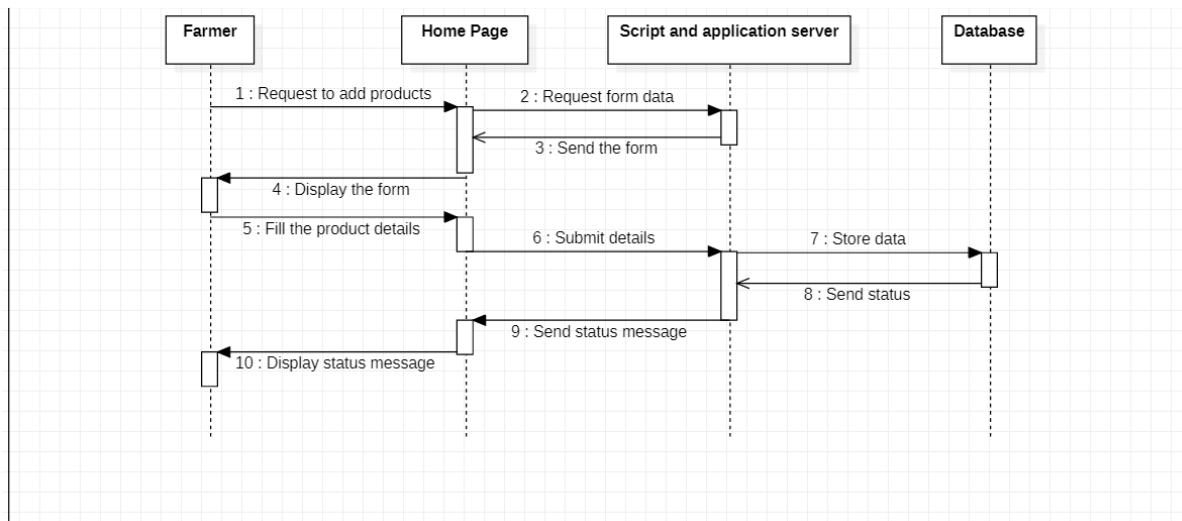 Farmer
Home Page
Script and application server
Database
1 : Request to add products
2 : Request form data
3 : Send the form
4 : Display the form
5 : Fill the product details
6 : Submit details
7 : Store data
8 : Send status
9 : Send status message
10 : Display status message